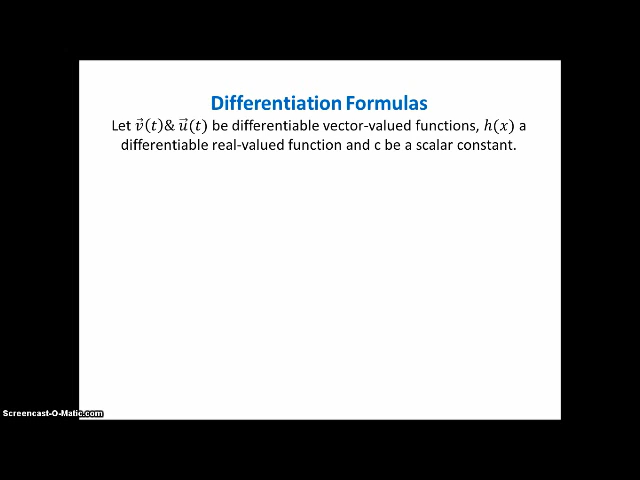 Differentiation Formulas
Let v⃗(t)& u⃗(t) be differentiable vector-valued functions, h(x) a
differentiable real-valued function and c be a scalar constant.
Screencast-O-Matic.com